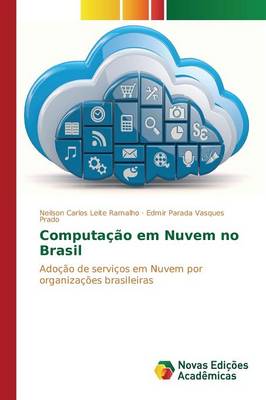 Neilson Carlos Leite Ramalho · Edmir Parada Vasques
Prado
Computação em Nuvem no
Brasil
Adoção de serviços em Nuvem por
organizações brasileiras
Novas Edições
Acadêmicas